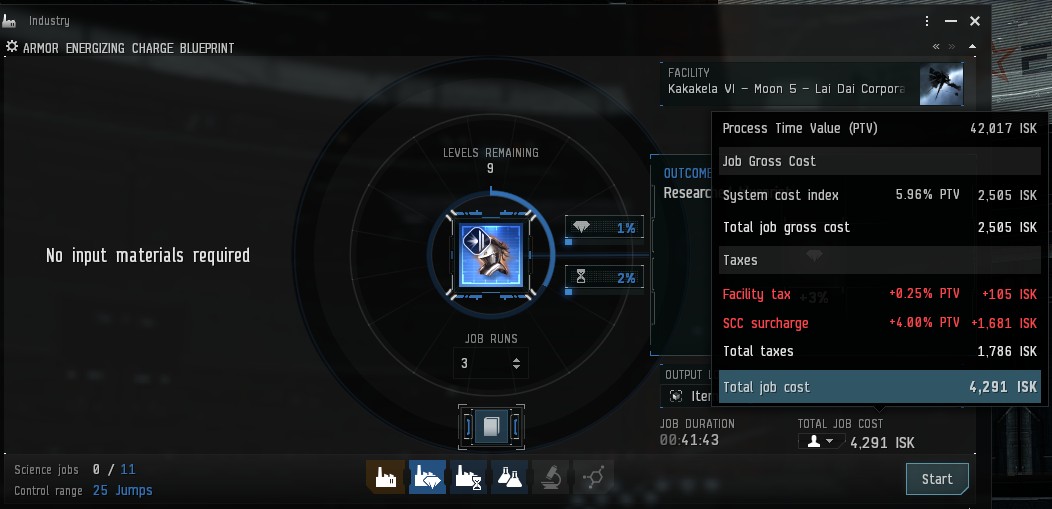 Industry
ARMOR ENERGIZING CHARGE BLUEPRINT
FACILITY
Kakakela VI - Moon 5 - Lai Dai Corpora
LEVELS REMAINING
9
1%
2%
No input materials required
JOB RUNS
3
OUTCOME
Researc
Process Time Value (PTV) 42,017 ISK
Job Gross Cost
System cost index 5.96% PTV 2,505 ISK
Total job gross cost 2,505 ISK
Taxes
+3%
Facility tax +0.25% PTV +105 ISK
SCC surcharge +4.00% PTV +1,681 ISK
Total taxes 1,786 ISK
Total job cost 4,291 ISK
OUTPUT L
Iter
JOB DURATION
00:41:43
TOTAL JOB COST
4,291 ISK
Science jobs 0 / 11
Control range 25 Jumps
Start